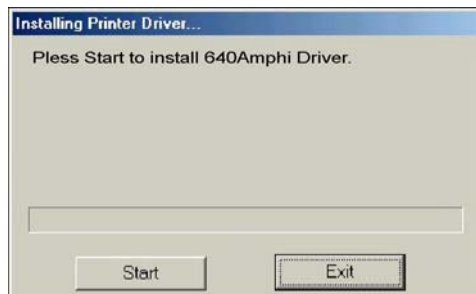 Installing Printer Driver...
Pless Start to install 640Amphi Driver.
Start
Exit